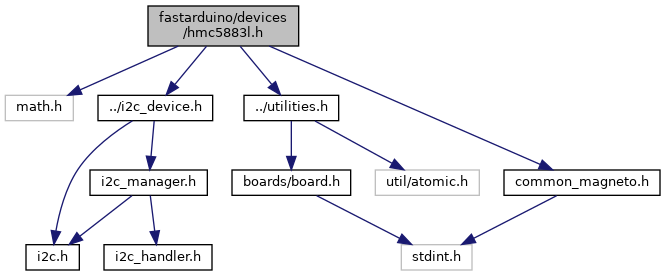 fastarduino/devices
/hmc5883l.h
math.h
../i2c_device.h
../utilities.h
i2c_manager.h
boards/board.h
util/atomic.h
common_magneto.h
i2c.h
i2c_handler.h
stdint.h